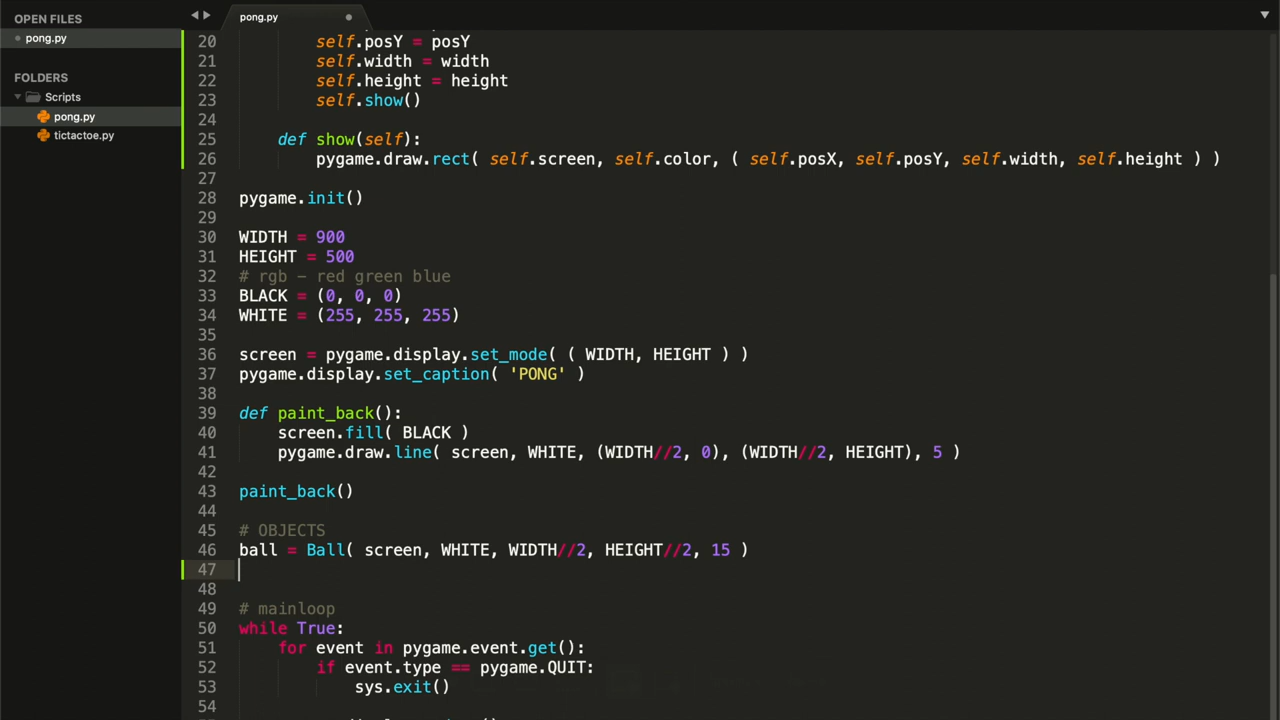 OPEN FILES
pong.py
FOLDERS
Scripts
pong.py
tictactoe.py
pong.py
20 self.posY = posY
21 self.width = width
22 self.height = height
23 self.show()
24
25 def show(self):
26 pygame.draw.rect( self.screen, self.color, ( self.posX, self.posY, self.width, self.height ) )
27
28 pygame.init()
29
30 WIDTH = 900
31 HEIGHT = 500
32 # rgb - red green blue
33 BLACK = (0, 0, 0)
34 WHITE = (255, 255, 255)
35
36 screen = pygame.display.set_mode( ( WIDTH, HEIGHT ) )
37 pygame.display.set_caption( 'PONG' )
38
39 def paint_back():
40 screen.fill( BLACK )
41 pygame.draw.line( screen, WHITE, (WIDTH//2, 0), (WIDTH//2, HEIGHT), 5 )
42
43 paint_back()
44
45 # OBJECTS
46 ball = Ball( screen, WHITE, WIDTH//2, HEIGHT//2, 15 )
47
48
49 # mainloop
50 while True:
51 for event in pygame.event.get():
52 if event.type == pygame.QUIT:
53 sys.exit()
54